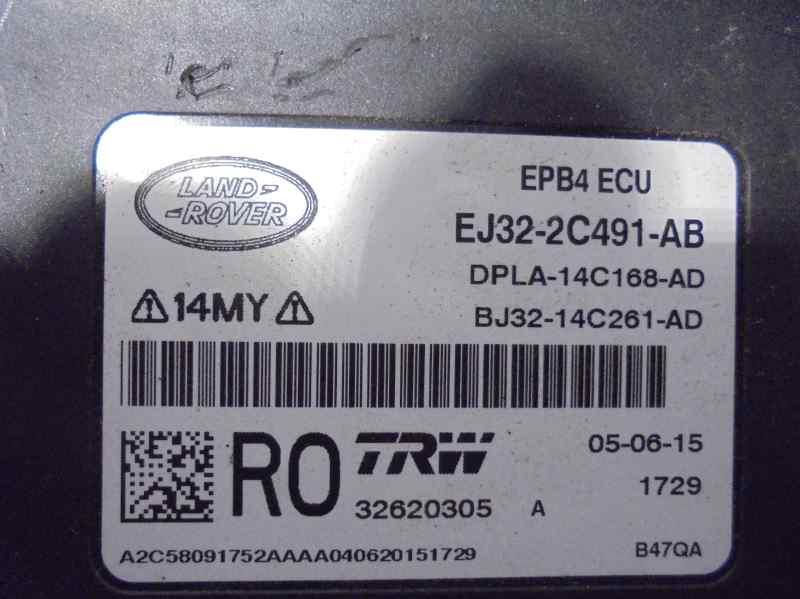 LAND-
-ROVER
EPB4 ECU
EJ32-2C491-AB
DPLA-14C168-AD
14MY
BJ32-14C261-AD
RO
TRW
05-06-15
32620305 A
1729
A2C58091752AAAA040620151729
B47QA